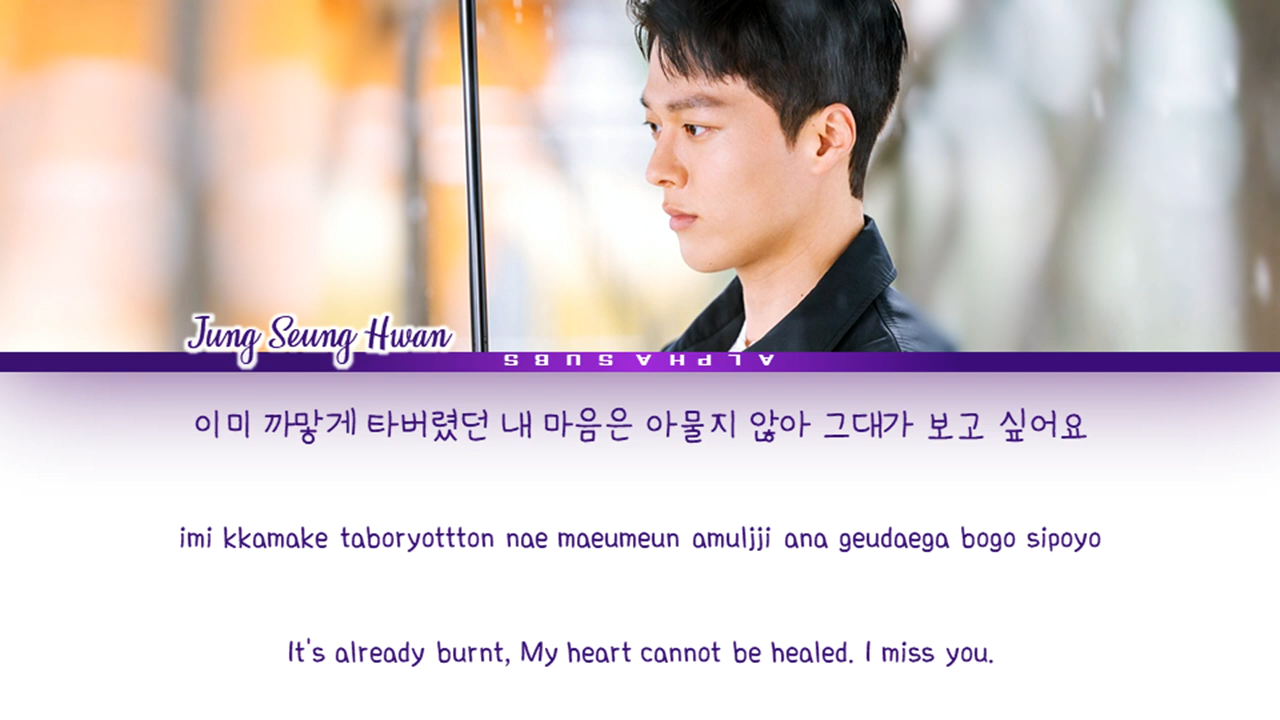 Jung Seung Hwan
ALPHASUBS
이미 까맣게 타버렸던 내 마음은 아물지 않아 그대가 보고 싶어요
imi kkamake taboryottton nae maeumeun amuljji ana geudaega bogo sipoyo
It's already burnt, My heart cannot be healed. I miss you.